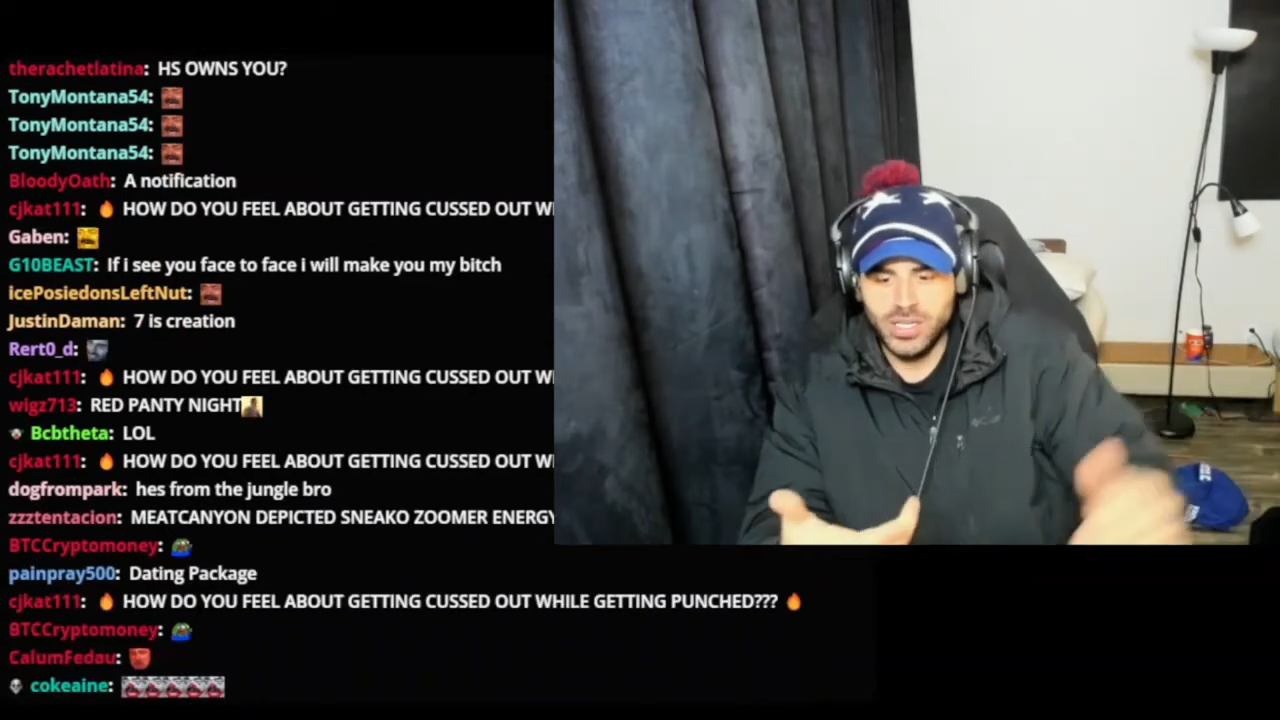 therachetlatina: HS OWNS YOU?
TonyMontana54:
TonyMontana54:
TonyMontana54:
BloodyOath: A notification
cjkat111: 🔥 HOW DO YOU FEEL ABOUT GETTING CUSSED OUT WI
Gaben:
G10BEAST: If i see you face to face i will make you my bitch
icePosiedonsLeftNut:
JustinDaman: 7 is creation
Rert0_d:
cjkat111: 🔥 HOW DO YOU FEEL ABOUT GETTING CUSSED OUT WI
wigz713: RED PANTY NIGHT
Bcbtheta: LOL
cjkat111: 🔥 HOW DO YOU FEEL ABOUT GETTING CUSSED OUT WI
dogfrompark: hes from the jungle bro
zzztentacion: MEATCANYON DEPICTED SNEAKO ZOOMER ENERGY
BTCCryptomoney:
painpray500: Dating Package
cjkat111: 🔥 HOW DO YOU FEEL ABOUT GETTING CUSSED OUT WHILE GETTING PUNCHED??? 🔥
BTCCryptomoney:
CalumFedau:
cokeaine: